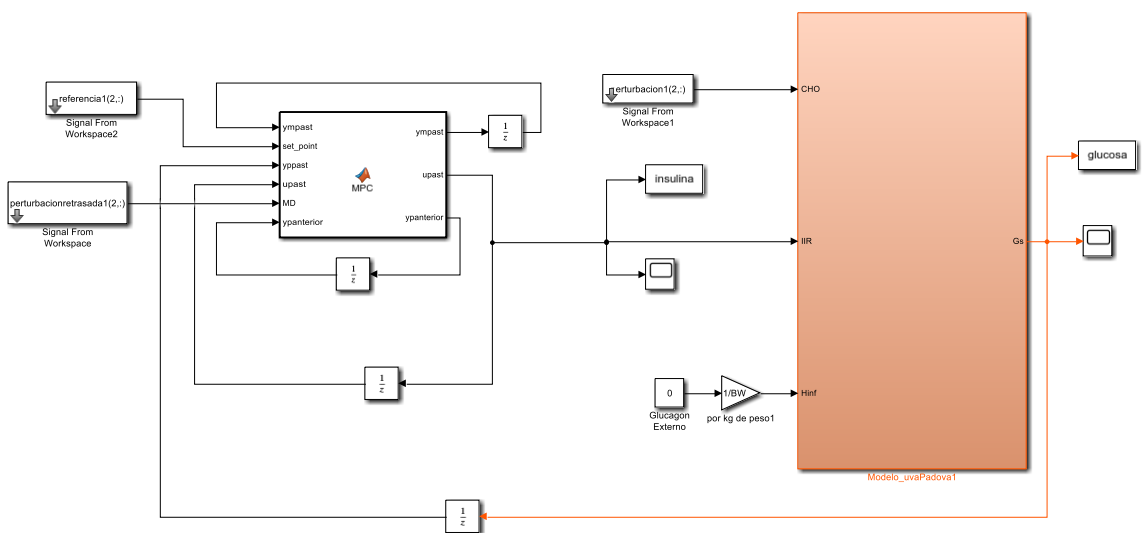 referencia1(2,:)
Signal From
Workspace2
perturbacionretrasada1(2,:)
Signal From
Workspace
ympast
set_point
yppast
upast
MD
ypanterior
MPC
ympast
upast
ypanterior
1
z
1
z
1
z
1
z
erturbacion1(2,:)
Signal From
Workspace1
insulina
0
Glucagon
Externo
1/BW
por kg de peso1
CHO
IIR
Hinf
Gs
Modelo_uvaPadova1
glucosa